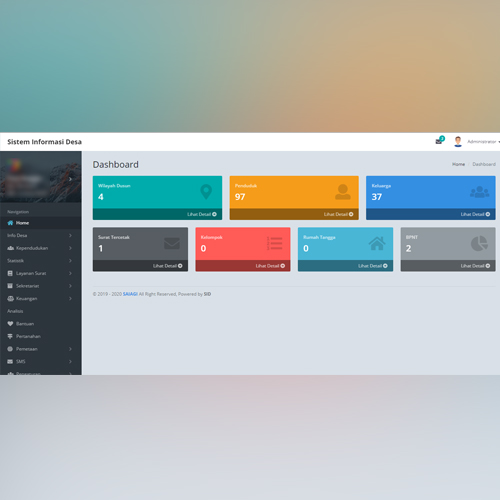 Sistem Informasi Desa
Administrator
Navigation
Home
Info Desa
Kependudukan
Statistik
Layanan Surat
Sekretariat
Keuangan
Analisis
Bantuan
Pertanahan
Pemetaan
SMS
Dashboard
Home Dashboard
Wilayah Dusun
4
Lihat Detail
Penduduk
97
Lihat Detail
Keluarga
37
Lihat Detail
Surat Tercetak
1
Lihat Detail
Kelompok
0
Lihat Detail
Rumah Tangga
0
Lihat Detail
BPNT
2
Lihat Detail
© 2019 - 2020 SAVAGI All Right Reserved. Powered by SID